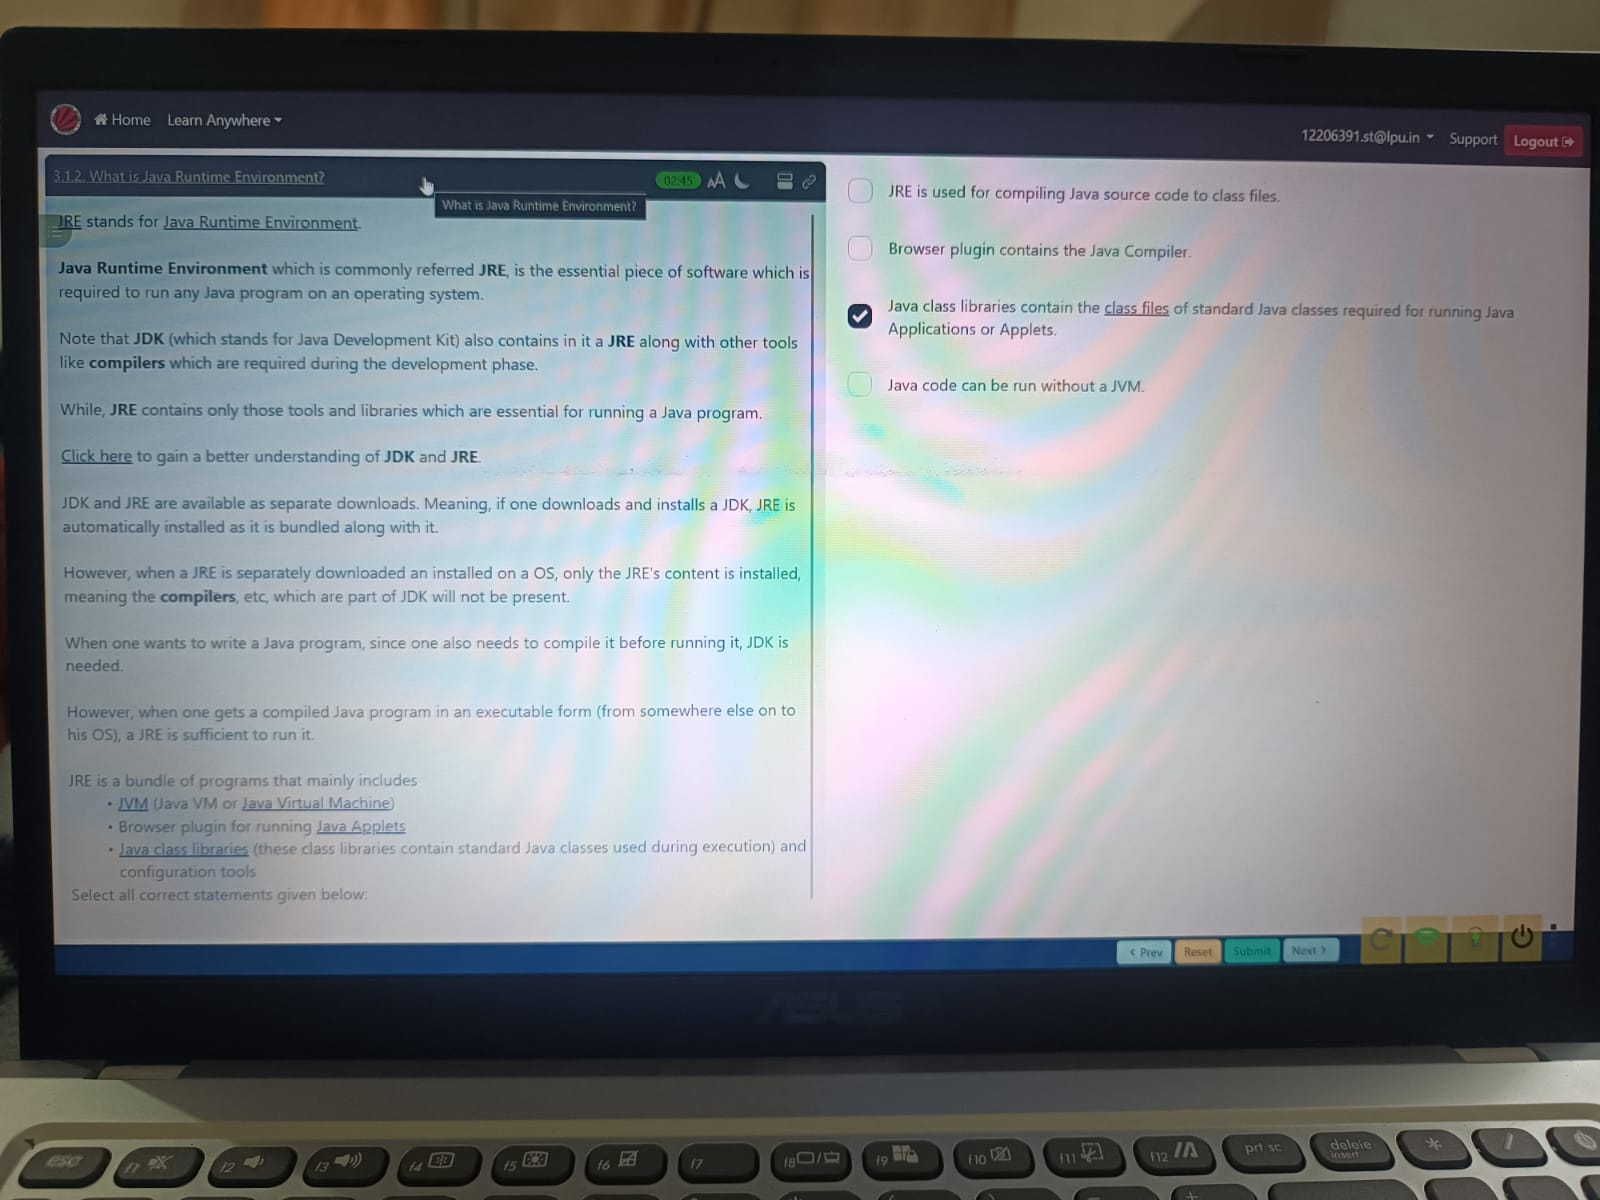 Home Learn Anywhere
12206391.st@lpu.in Support Logout
3.1.2. What is Java Runtime Environment?
02:45 AA
What is Java Runtime Environment?
JRE stands for Java Runtime Environment.
Java Runtime Environment which is commonly referred JRE, is the essential piece of software which is
required to run any Java program on an operating system.
Note that JDK (which stands for Java Development Kit) also contains in it a JRE along with other tools
like compilers which are required during the development phase.
While, JRE contains only those tools and libraries which are essential for running a Java program.
Click here to gain a better understanding of JDK and JRE.
JDK and JRE are available as separate downloads. Meaning, if one downloads and installs a JDK, JRE is
automatically installed as it is bundled along with it.
However, when a JRE is separately downloaded an installed on a OS, only the JRE's content is installed,
meaning the compilers, etc, which are part of JDK will not be present.
When one wants to write a Java program, since one also needs to compile it before running it, JDK is
needed.
However, when one gets a compiled Java program in an executable form (from somewhere else on to
his OS), a JRE is sufficient to run it.
JRE is a bundle of programs that mainly includes
• JVM (Java VM or Java Virtual Machine)
• Browser plugin for running Java Applets
• Java class libraries (these class libraries contain standard Java classes used during execution) and
configuration tools
Select all correct statements given below:
JRE is used for compiling Java source code to class files.
Browser plugin contains the Java Compiler.
Java class libraries contain the class files of standard Java classes required for running Java
Applications or Applets.
Java code can be run without a JVM.
< Prev Reset Submit Next >
ASUS
esc f1 f2 f3 f4 f5 f6 f7 f8 f9 f10 f11 f12 prt sc delete
insert
* /
+